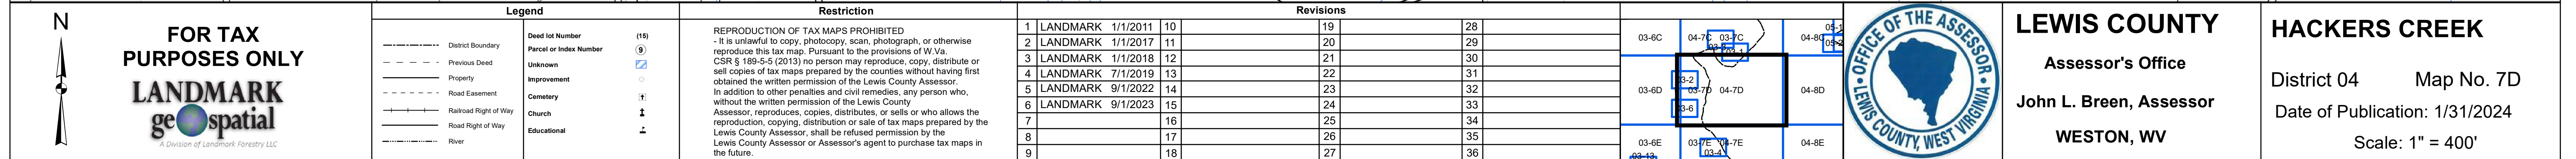 N
FOR TAX
PURPOSES ONLY
LANDMARK
geospatial
A Division of Landmark Forestry LLC
Legend
District Boundary
Previous Deed
Property
Road Easement
Railroad Right of Way
Road Right of Way
River
Deed lot Number (15)
Parcel or Index Number 9
Unknown
Improvement
Cemetery
Church
Educational
Restriction
REPRODUCTION OF TAX MAPS PROHIBITED
- It is unlawful to copy, photocopy, scan, photograph, or otherwise
reproduce this tax map. Pursuant to the provisions of W.Va.
CSR § 189-5-5 (2013) no person may reproduce, copy, distribute or
sell copies of tax maps prepared by the counties without having first
obtained the written permission of the Lewis County Assessor.
In addition to other penalties and civil remedies, any person who,
without the written permission of the Lewis County
Assessor, reproduces, copies, distributes, or sells or who allows the
reproduction, copying, distribution or sale of tax maps prepared by the
Lewis County Assessor, shall be refused permission by the
Lewis County Assessor or Assessor's agent to purchase tax maps in
the future.
Revisions
1 LANDMARK 1/1/2011 10 19 28
2 LANDMARK 1/1/2017 11 20 29
3 LANDMARK 1/1/2018 12 21 30
4 LANDMARK 7/1/2019 13 22 31
5 LANDMARK 9/1/2022 14 23 32
6 LANDMARK 9/1/2023 15 24 33
7 16 25 34
8 17 26 35
9 18 27 36
03-6C 04-7C 03-7C 04-8C
03-1
03-2
03-6D 03-7D 04-7D 04-8D
03-6
03-6E 03-7E 04-7E 04-8E
03-13 03-4
OFFICE OF THE ASSESSOR
LEWIS COUNTY, WEST VIRGINIA
LEWIS COUNTY
Assessor's Office
John L. Breen, Assessor
WESTON, WV
HACKERS CREEK
District 04 Map No. 7D
Date of Publication: 1/31/2024
Scale: 1" = 400'